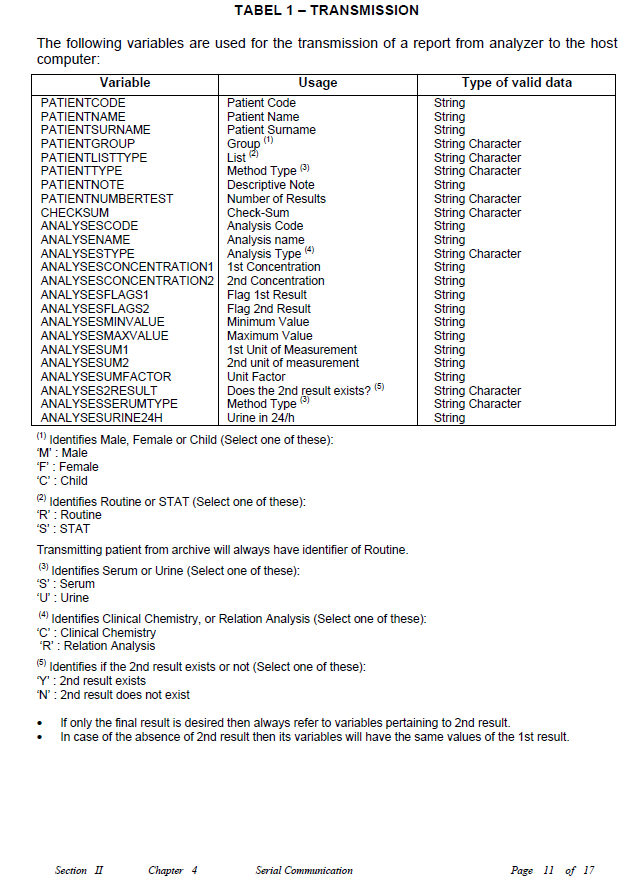 TABEL 1 – TRANSMISSION
The following variables are used for the transmission of a report from analyzer to the host
computer:
Variable Usage Type of valid data
PATIENTCODE Patient Code String
PATIENTNAME Patient Name String
PATIENTSURNAME Patient Surname String
PATIENTGROUP Group (1) String Character
PATIENTLISTTYPE List (2) String Character
PATIENTTYPE Method Type (3) String Character
PATIENTNOTE Descriptive Note String
PATIENTNUMBERTEST Number of Results String Character
CHECKSUM Check-Sum String Character
ANALYSESCODE Analysis Code String
ANALYSENAME Analysis name String
ANALYSESTYPE Analysis Type (4) String Character
ANALYSESCONCENTRATION1 1st Concentration String
ANALYSESCONCENTRATION2 2nd Concentration String
ANALYSESFLAGS1 Flag 1st Result String
ANALYSESFLAGS2 Flag 2nd Result String
ANALYSESMINVALUE Minimum Value String
ANALYSESMAXVALUE Maximum Value String
ANALYSESUM1 1st Unit of Measurement String
ANALYSESUM2 2nd unit of measurement String
ANALYSESUMFACTOR Unit Factor String
ANALYSES2RESULT Does the 2nd result exists? (5) String Character
ANALYSESSERUMTYPE Method Type (3) String Character
ANALYSESURINE24H Urine in 24/h String
(1) Identifies Male, Female or Child (Select one of these):
‘M’ : Male
‘F’ : Female
‘C’ : Child
(2) Identifies Routine or STAT (Select one of these):
‘R’ : Routine
‘S’ : STAT
Transmitting patient from archive will always have identifier of Routine.
(3) Identifies Serum or Urine (Select one of these):
‘S’ : Serum
‘U’ : Urine
(4) Identifies Clinical Chemistry, or Relation Analysis (Select one of these):
‘C’ : Clinical Chemistry
‘R’ : Relation Analysis
(5) Identifies if the 2nd result exists or not (Select one of these):
‘Y’ : 2nd result exists
‘N’ : 2nd result does not exist
• If only the final result is desired then always refer to variables pertaining to 2nd result.
• In case of the absence of 2nd result then its variables will have the same values of the 1st result.
Section II Chapter 4 Serial Communication Page 11 of 17